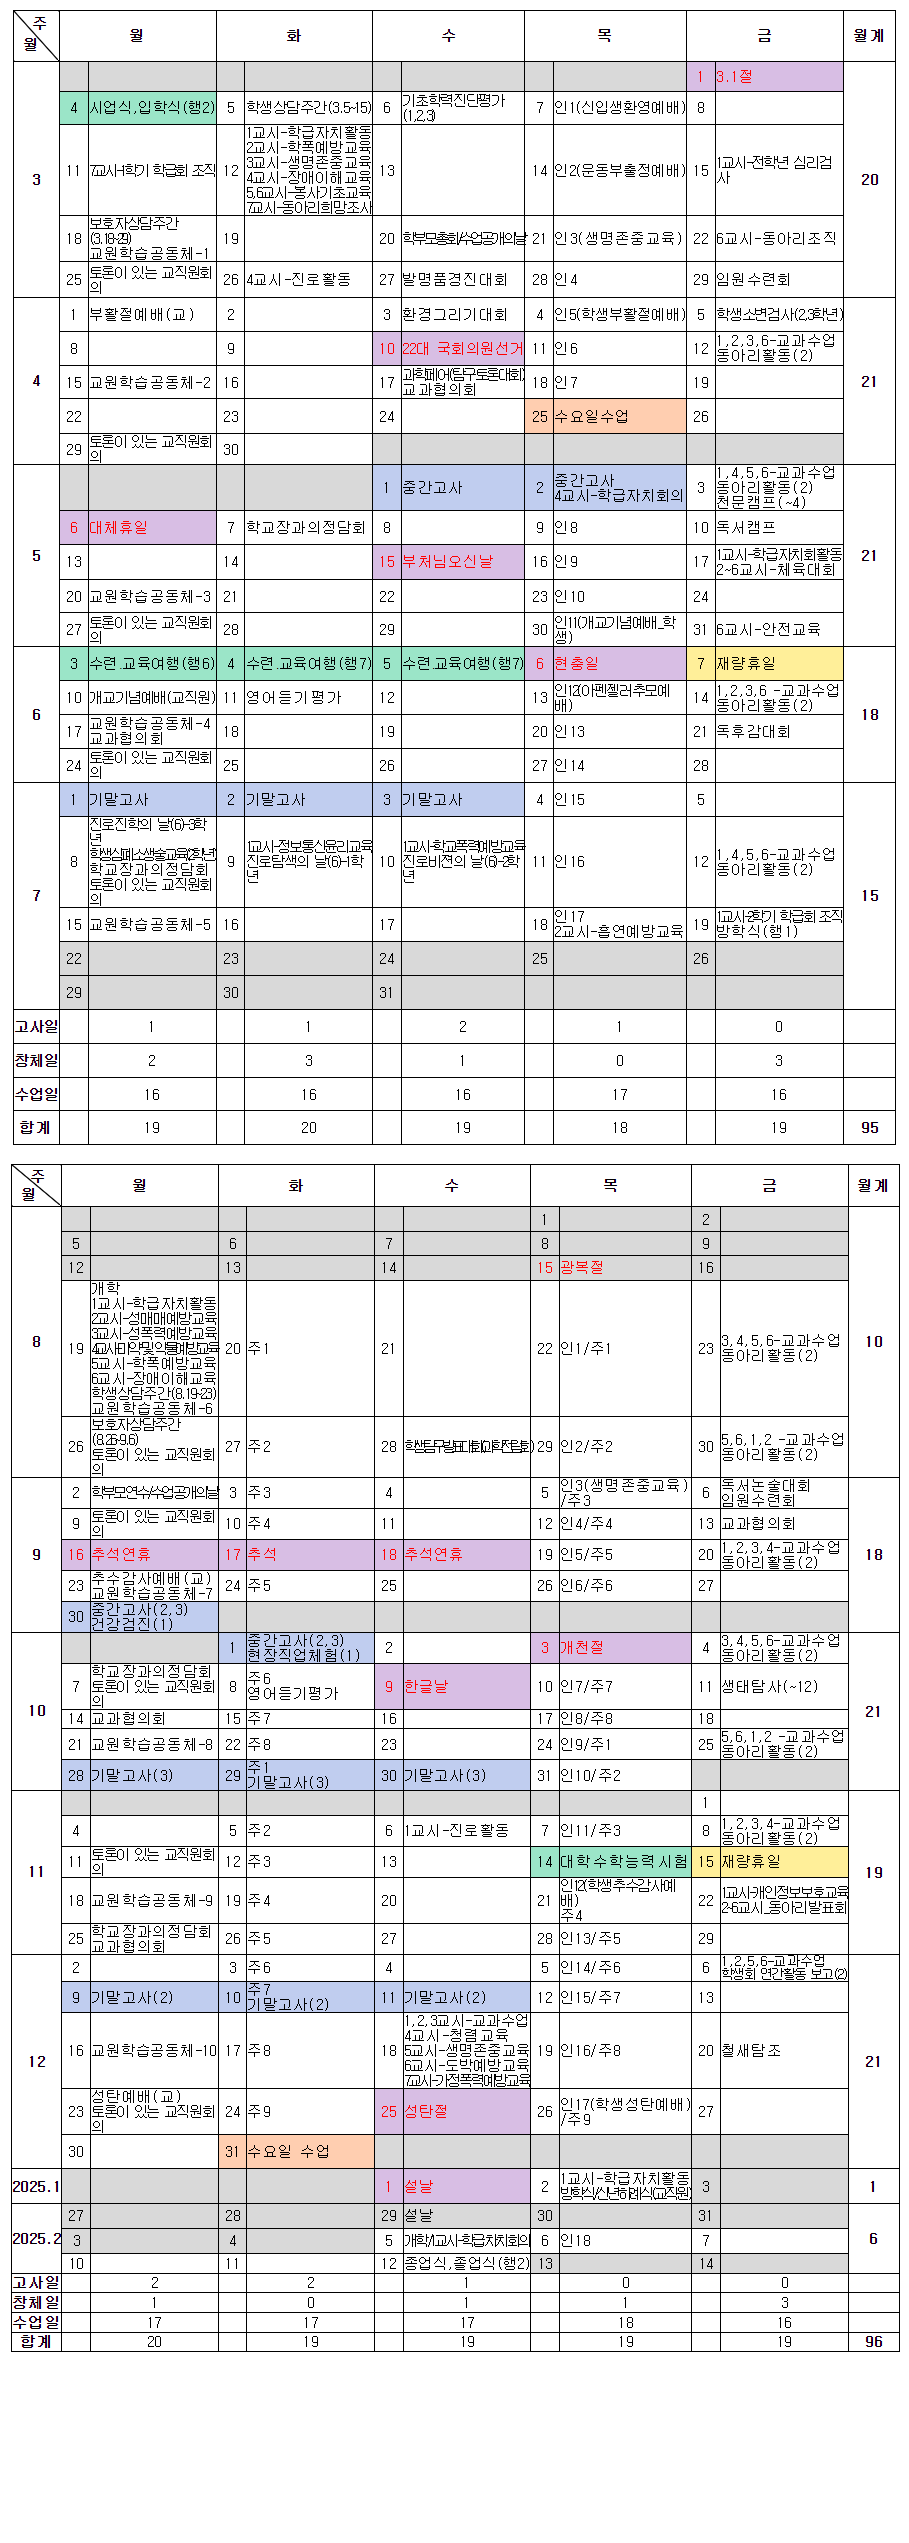 주
월
월 화 수 목 금 월계
1 3.1절
4 시업식,입학식(행2) 5 학생상담주간(3.5-15) 6 기초학력진단평가 7 인1(신입생환영예배) 8
(1,2,3)
3
11 7교시-1학기 학급회 조직 12 1교시-학급자치활동 13 14 인2(운동부출정예배) 15 1교시-전학년 심리검
사
2교시-학폭예방교육
3교시-생명존중교육
4교시-장애이해교육
5,6교시-봉사기초교육
7교시-동아리희망조사
20
18 보호자상담주간 19 20 학부모총회/수업공개의날 21 인3(생명존중교육) 22 6교시-동아리조직
(3.18-29)
교원학습공동체-1
25 토론이 있는 교직원회 26 4교시-진로활동 27 발명품경진대회 28 인4 29 임원수련회
의
1 부활절예배(교) 2 3 환경그리기대회 4 인5(학생부활절예배) 5 학생소변검사(2,3학년)
8 9 10 22대 국회의원선거 11 인6 12 1,2,3,6-교과수업
동아리활동(2)
4 21
15 교원학습공동체-2 16 17 과학페어(탐구토론대회) 18 인7 19
교과협의회
22 23 24 25 수요일수업 26
29 토론이 있는 교직원회 30
의
1 중간고사 2 중간고사 3 1,4,5,6-교과수업
4교시-학급자치회의
동아리활동(2)
천문캠프(~4)
6 대체휴일 7 학교장과의정담회 8 9 인8 10 독서캠프
5 21
13 14 15 부처님오신날 16 인9 17 1교시-학급자치회활동
2~6교시-체육대회
20 교원학습공동체-3 21 22 23 인10 24
27 토론이 있는 교직원회 28 29 30 인11(개교기념예배_학 31 6교시-안전교육
의
생)
3 수련.교육여행(행6) 4 수련.교육여행(행7) 5 수련.교육여행(행7) 6 현충일 7 재량휴일
10 개교기념예배(교직원) 11 영어듣기평가 12 13 인12(아펜젤러추모예 14 1,2,3,6 -교과수업
배)
동아리활동(2)
6 18
17 교원학습공동체-4 18 19 20 인13 21 독후감대회
교과협의회
24 토론이 있는 교직원회 25 26 27 인14 28
의
1 기말고사 2 기말고사 3 기말고사 4 인15 5
8 진로진학의 날(6)-3학
년
학생심폐소생술교육(2학년)
학교장과의정담회
토론이 있는 교직원회
의
9 1교시-정보통신윤리교육
진로탐색의 날(6)-1학
년
10 1교시-학교폭력예방교육
진로비젼의 날(6)-2학
년
11 인16 12 1,4,5,6-교과수업
동아리활동(2)
7 15
15 교원학습공동체-5 16 17 18 인17 19 1교시-2학기 학급회 조직
2교시-흡연예방교육
방학식(행1)
22 23 24 25 26
29 30 31
고사일 1 1 2 1 0
창체일 2 3 1 0 3
수업일 16 16 16 17 16
합계 19 20 19 18 19 95
주
월
월 화 수 목 금 월계
1 2
5 6 7 8 9
12 13 14 15 광복절 16
8 10
19 개학
1교시-학급자치활동
2교시-성매매예방교육
3교시-성폭력예방교육
4교시-마약및약물예방교육
5교시-학폭예방교육
6교시-장애이해교육
학생상담주간(8.19-23)
교원학습공동체-6
20 주1 21 22 인1/주1 23 3,4,5,6-교과수업
동아리활동(2)
26 보호자상담주간
(8.26-9.6)
토론이 있는 교직원회
의
27 주2 28 학생탐구발표대회(과학전람회) 29 인2/주2 30 5,6,1,2 -교과수업
동아리활동(2)
2 학부모연수/수업공개의날 3 주3 4 5 인3(생명존중교육) 6 독서논술대회
/주3
임원수련회
9 토론이 있는 교직원회 10 주4 11 12 인4/주4 13 교과협의회
의
9 18
16 추석연휴 17 추석 18 추석연휴 19 인5/주5 20 1,2,3,4-교과수업
동아리활동(2)
23 추수감사예배(교) 24 주5 25 26 인6/주6 27
교원학습공동체-7
30 중간고사(2,3)
건강검진(1)
1 중간고사(2,3) 2 3 개천절 4 3,4,5,6-교과수업
현장직업체험(1)
동아리활동(2)
7 학교장과의정담회 8 주6 9 한글날 10 인7/주7 11 생태탐사(~12)
토론이 있는 교직원회
의
영어듣기평가
10 21
14 교과협의회 15 주7 16 17 인8/주8 18
21 교원학습공동체-8 22 주8 23 24 인9/주1 25 5,6,1,2 -교과수업
동아리활동(2)
28 기말고사(3) 29 주1 30 기말고사(3) 31 인10/주2
기말고사(3)
1
4 5 주2 6 1교시-진로활동 7 인11/주3 8 1,2,3,4-교과수업
동아리활동(2)
11 토론이 있는 교직원회 12 주3 13 14 대학수학능력시험 15 재량휴일
의
11 19
18 교원학습공동체-9 19 주4 20 21 인12(학생추수감사예 22 1교시-개인정보보호교육
배)
주4
2-6교시_동아리발표회
25 학교장과의정담회 26 주5 27 28 인13/주5 29
교과협의회
2 3 주6 4 5 인14/주6 6 1,2,5,6-교과수업
학생회 연간활동 보고(2)
9 기말고사(2) 10 주7 11 기말고사(2) 12 인15/주7 13
기말고사(2)
12 21
16 교원학습공동체-10 17 주8 18 1,2,3교시-교과수업 19 인16/주8 20 철새탐조
4교시-청렴교육
5교시-생명존중교육
6교시-도박예방교육
7교시-가정폭력예방교육
23 성탄예배(교) 24 주9 25 성탄절 26 인17(학생성탄예배) 27
토론이 있는 교직원회
의
/주9
30 31 수요일 수업
2025.1 1 설날 2 1교시-학급자치활동 3 1
방학식/신년하례식(교직원)
27 28 29 설날 30 31
2025.2 3 4 5 개학/1교시-학급자치회의 6 인18 7 6
10 11 12 종업식,졸업식(행2) 13 14
고사일 2 2 1 0 0
창체일 1 0 1 1 3
수업일 17 17 17 18 16
합계 20 19 19 19 19 96